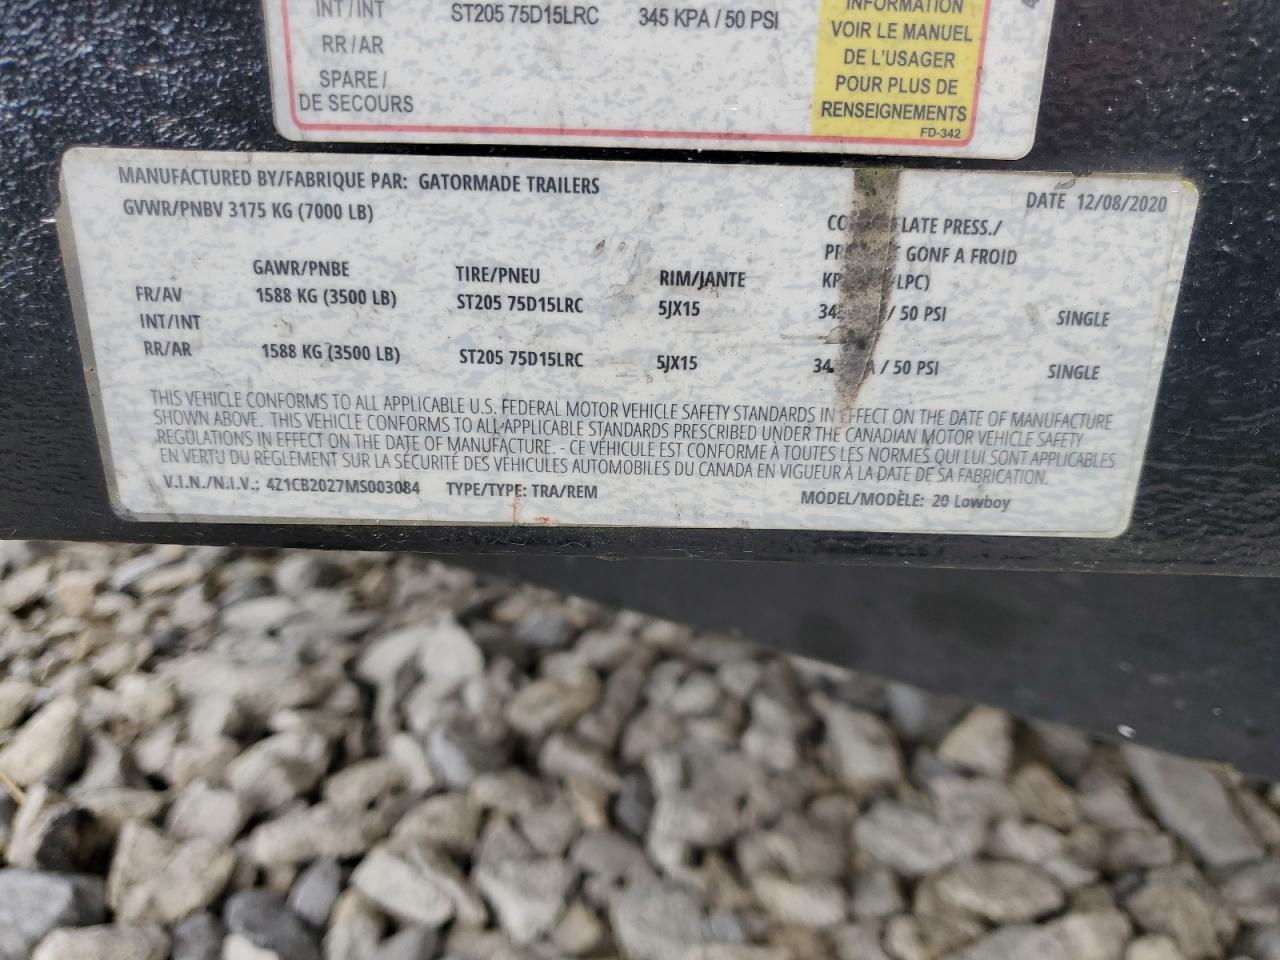 INT/INT ST205 75D15LRC 345 KPA / 50 PSI
RR/AR
SPARE /
DE SECOURS
INFORMATION
VOIR LE MANUEL
DE L'USAGER
POUR PLUS DE
RENSEIGNEMENTS
FD-342
MANUFACTURED BY/FABRIQUE PAR: GATORMADE TRAILERS
DATE 12/08/2020
GVWR/PNBV 3175 KG (7000 LB)
FLATE PRESS./
GONF A FROID
GAWR/PNBE TIRE/PNEU RIM/JANTE LPC)
FR/AV 1588 KG (3500 LB) ST205 75D15LRC 5JX15 / 50 PSI SINGLE
INT/INT
RR/AR 1588 KG (3500 LB) ST205 75D15LRC 5JX15 / 50 PSI SINGLE
THIS VEHICLE CONFORMS TO ALL APPLICABLE U.S. FEDERAL MOTOR VEHICLE SAFETY STANDARDS IN EFFECT ON THE DATE OF MANUFACTURE
SHOWN ABOVE. THIS VEHICLE CONFORMS TO ALL APPLICABLE STANDARDS PRESCRIBED UNDER THE CANADIAN MOTOR VEHICLE SAFETY
REGULATIONS IN EFFECT ON THE DATE OF MANUFACTURE. - CE VÉHICULE EST CONFORME À TOUTES LES NORMES QUI LUI SONT APPLICABLES
EN VERTU DU REGLEMENT SUR LA SÉCURITÉ DES VÉHICULES AUTOMOBILES DU CANADA EN VIGUEUR À LA DATE DE SA FABRICATION.
V.I.N./N.I.V.: 4Z1CB2027MS003084 TYPE/TYPE: TRA/REM MODEL/MODÈLE: 20 Lowboy